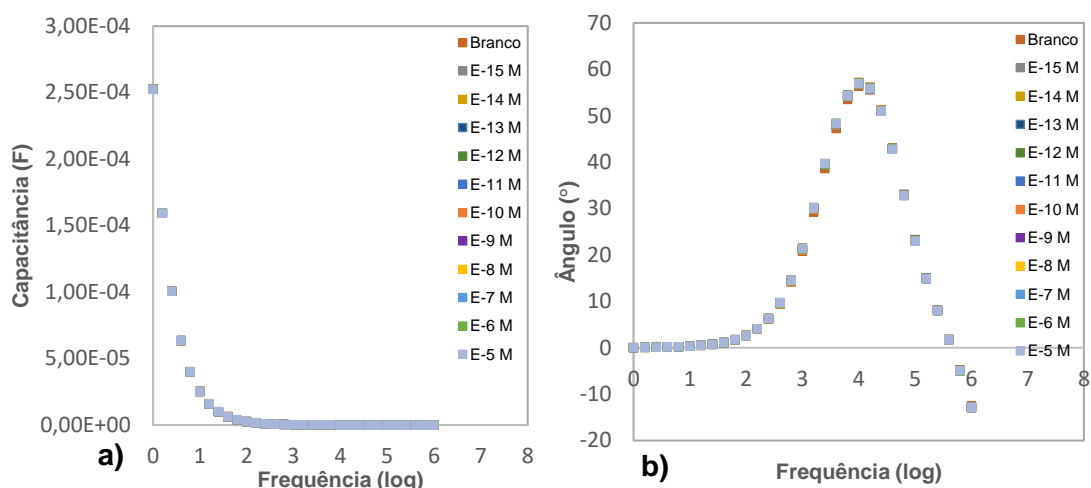 3,00E-04
2,50E-04
2,00E-04
1,50E-04
1,00E-04
5,00E-05
0,00E+00
Capacitância (F)
0 1 2 3 4 5 6 7 8
Frequência (log)
a)
Branco
E-15 M
E-14 M
E-13 M
E-12 M
E-11 M
E-10 M
E-9 M
E-8 M
E-7 M
E-6 M
E-5 M
70
60
50
40
30
20
10
0
-10
-20
Ângulo (°)
0 1 2 3 4 5 6 7 8
Frequência (log)
b)
Branco
E-15 M
E-14 M
E-13 M
E-12 M
E-11 M
E-10 M
E-9 M
E-8 M
E-7 M
E-6 M
E-5 M